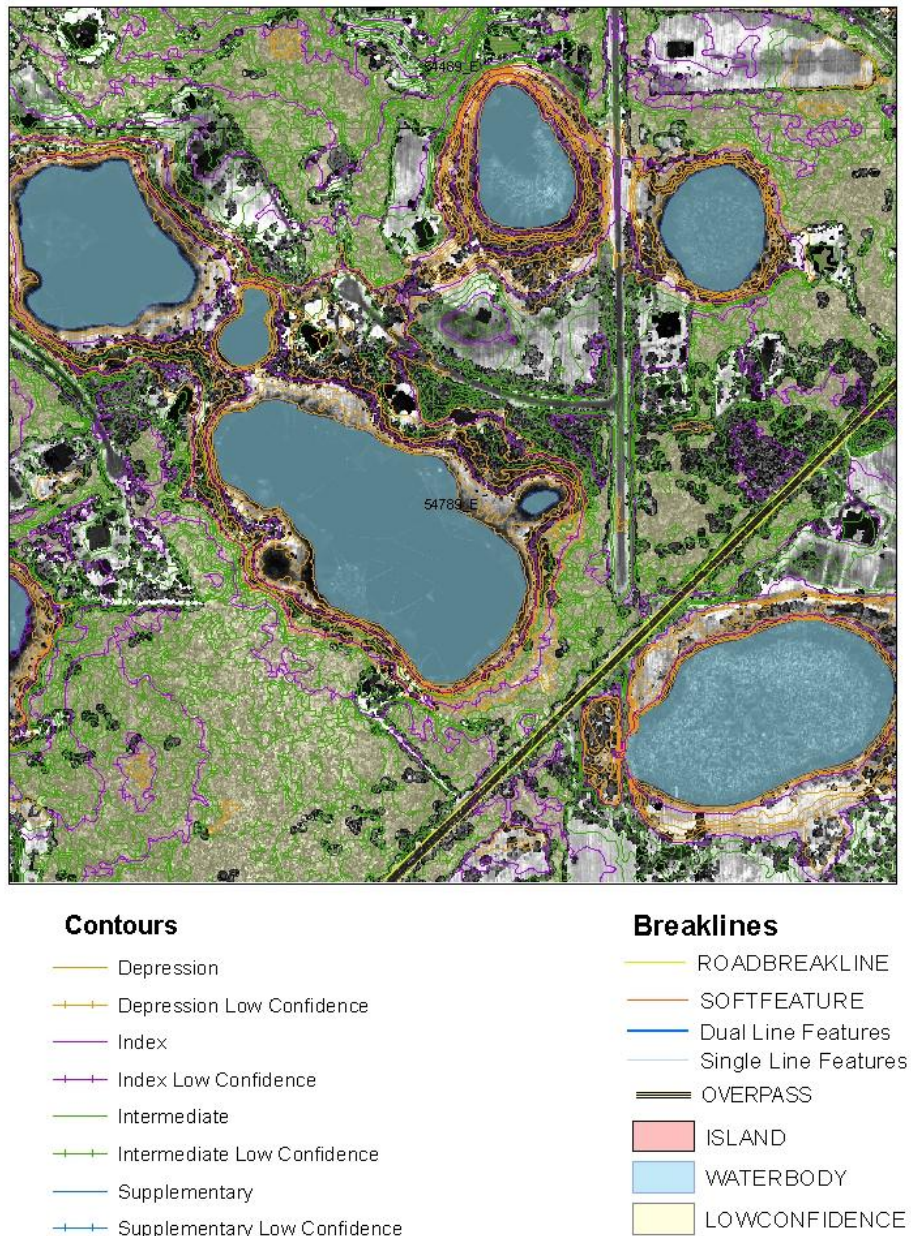 54489_E
54789_E
Contours
Depression
Depression Low Confidence
Index
Index Low Confidence
Intermediate
Intermediate Low Confidence
Supplementary
Supplementary Low Confidence
Breaklines
ROADBREAKLINE
SOFTFEATURE
Dual Line Features
Single Line Features
OVERPASS
ISLAND
WATERBODY
LOWCONFIDENCE